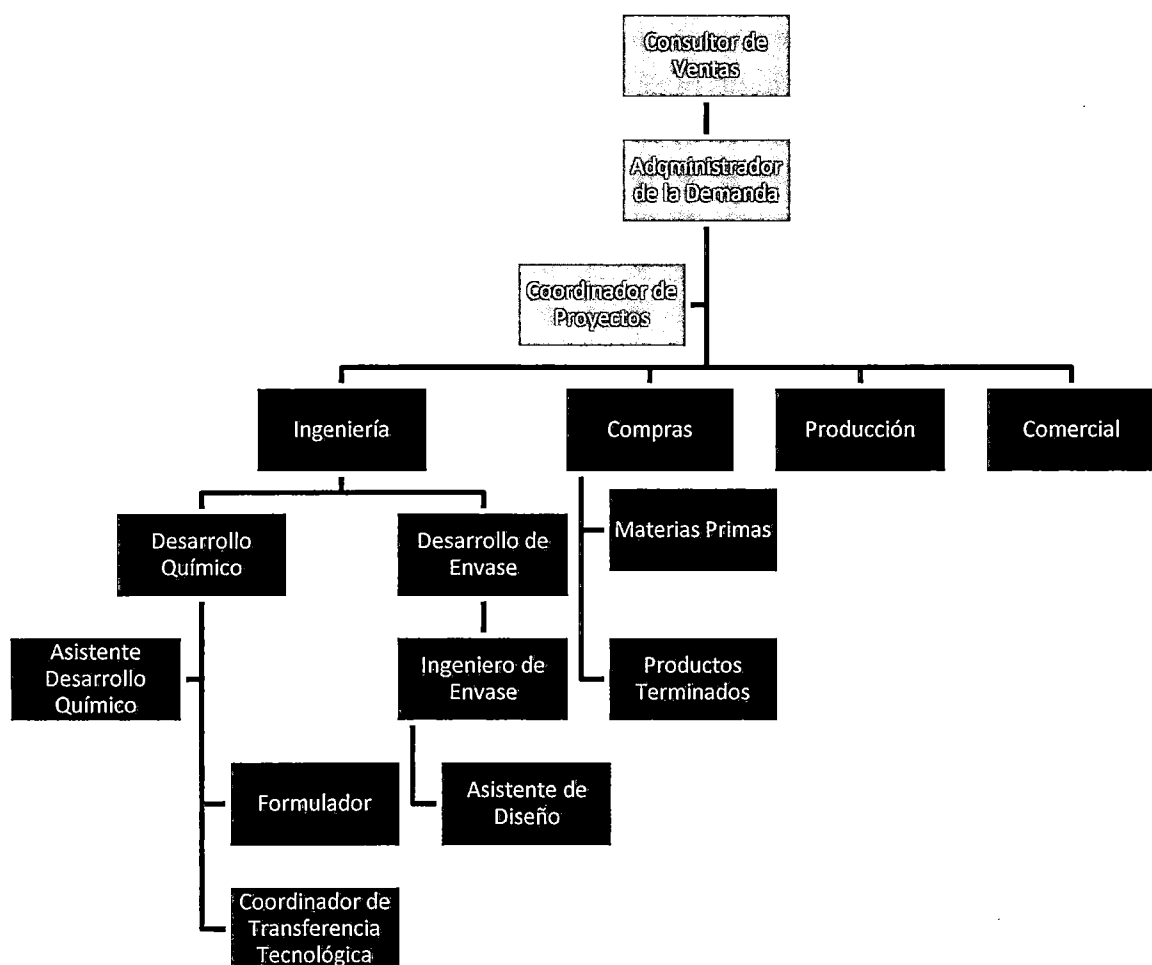 Consultor de
Ventas
Adqministrador
de la Demanda
Coordinador de
Proyectos
Ingeniería
Compras
Producción
Comercial
Desarrollo
Químico
Desarrollo de
Envase
Materias Primas
Asistente
Desarrollo
Químico
Ingeniero de
Envase
Productos
Terminados
Formulador
Asistente de
Diseño
Coordinador de
Transferencia
Tecnológica